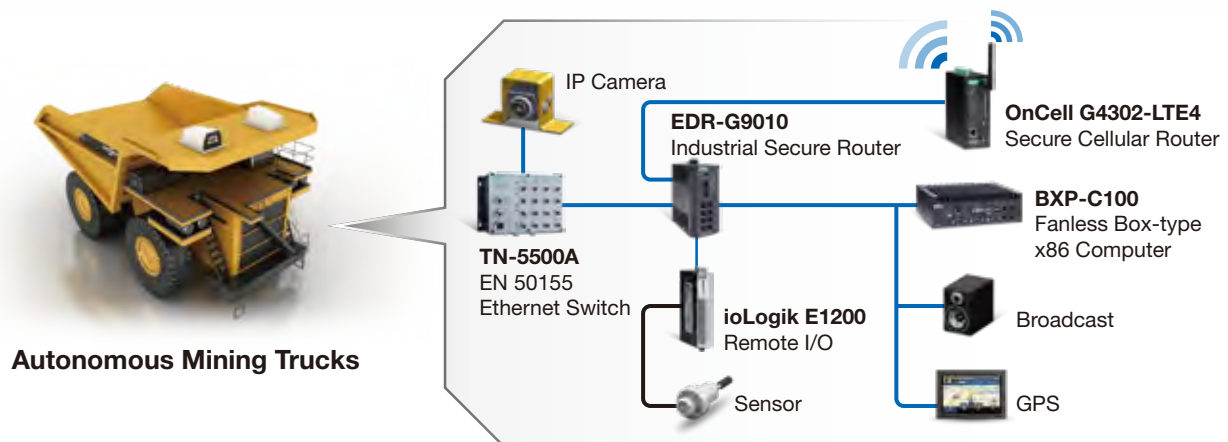 IP Camera
EDR-G9010
Industrial Secure Router
OnCell G4302-LTE4
Secure Cellular Router
TN-5500A
EN 50155
Ethernet Switch
BXP-C100
Fanless Box-type
x86 Computer
ioLogik E1200
Remote I/O
Broadcast
Sensor
GPS
Autonomous Mining Trucks